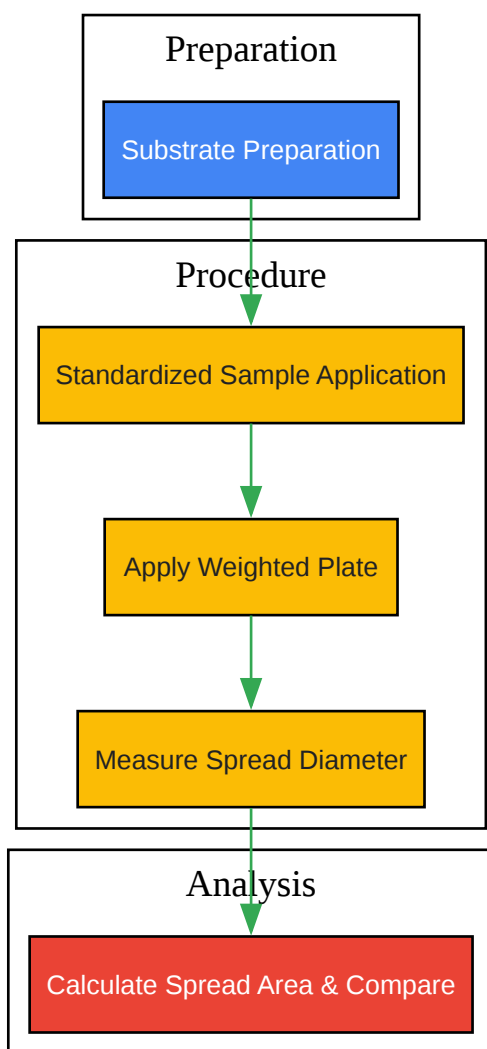 Preparation
Substrate Preparation
Procedure
Standardized Sample Application
Apply Weighted Plate
Measure Spread Diameter
Analysis
Calculate Spread Area & Compare